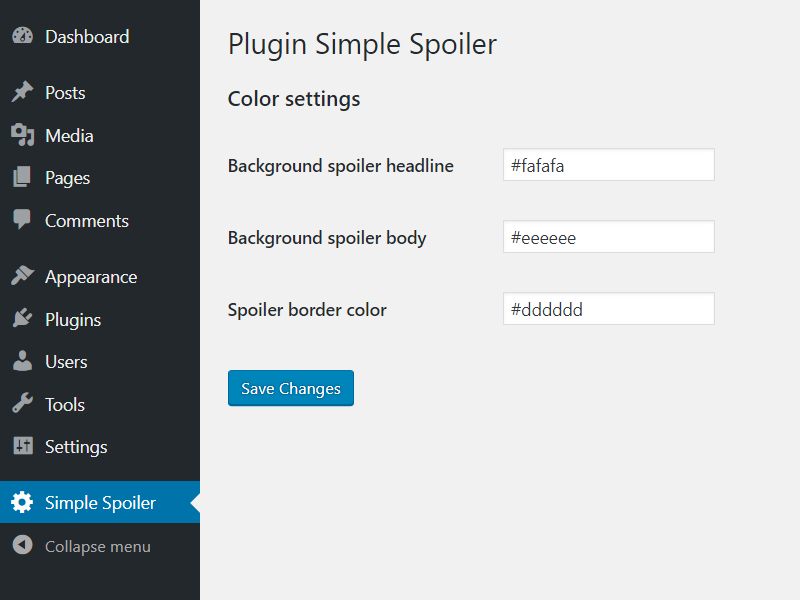 Dashboard
Posts
Media
Pages
Comments
Appearance
Plugins
Users
Tools
Settings
Simple Spoiler
Collapse menu
Plugin Simple Spoiler
Color settings
Background spoiler headline #fafafa
Background spoiler body #eeeeee
Spoiler border color #dddddd
Save Changes